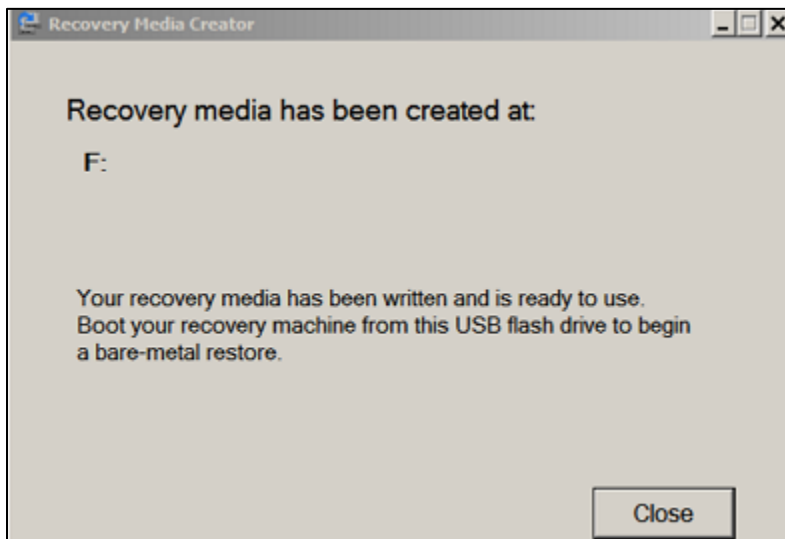 Recovery Media Creator
Recovery media has been created at:
F:
Your recovery media has been written and is ready to use.
Boot your recovery machine from this USB flash drive to begin
a bare-metal restore.
Close